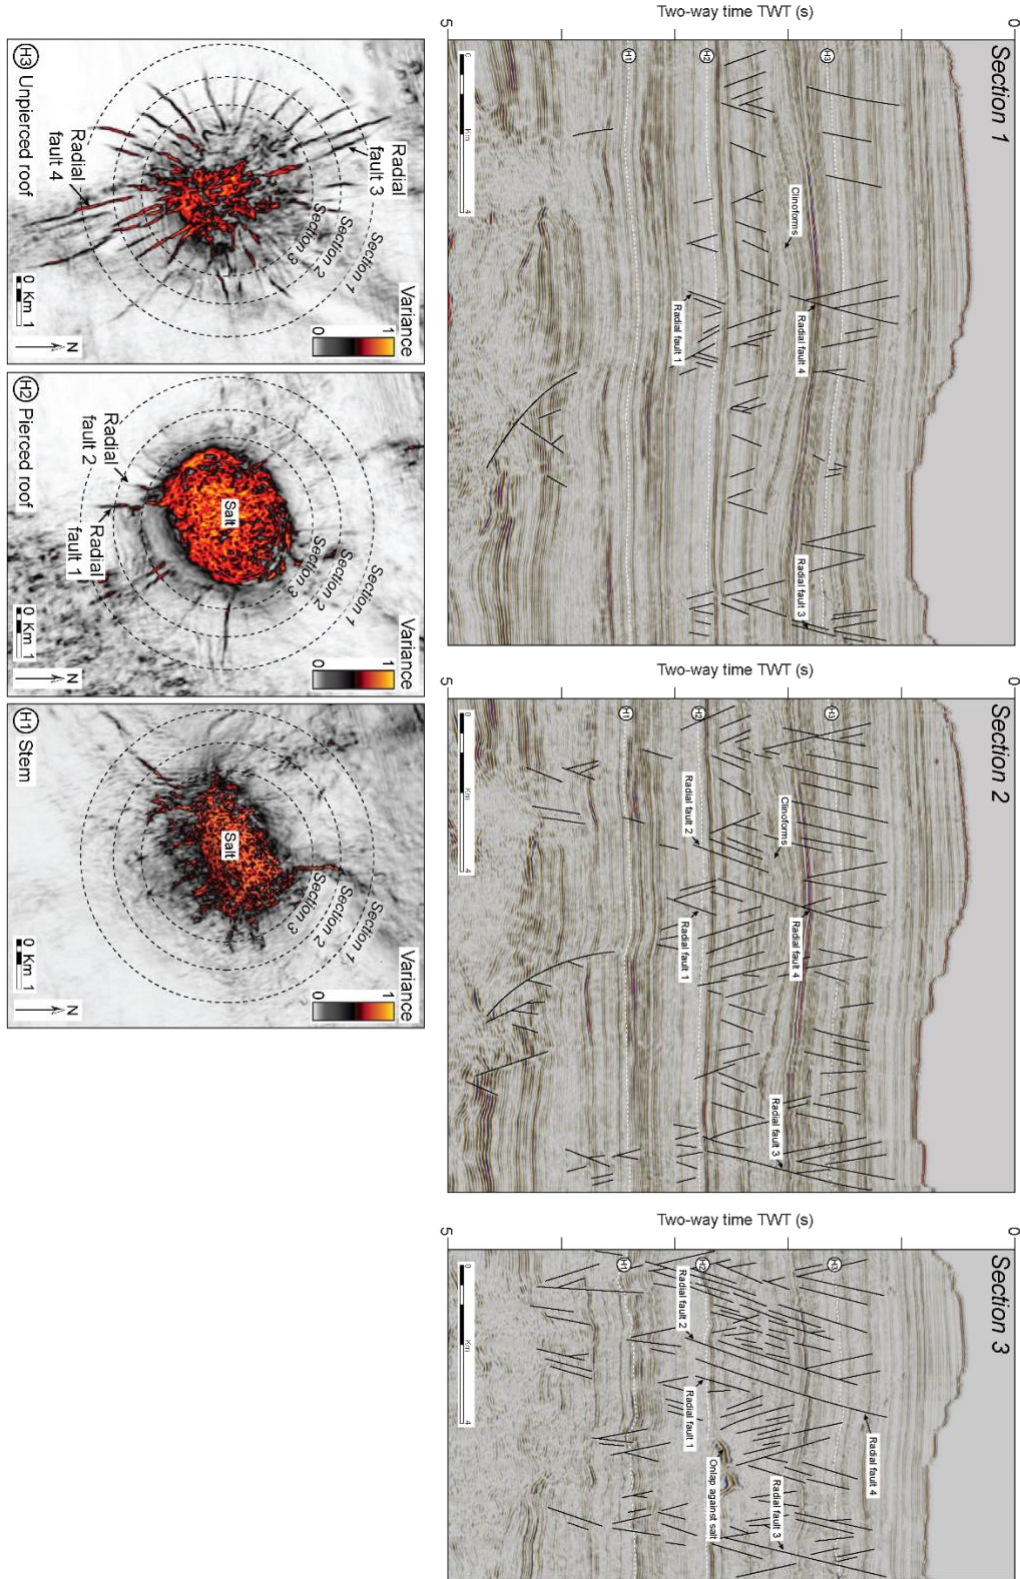 Section 1
Two-way time TWT (s)
0
5
H3
H2
H1
Clinoforms
Radial fault 4
Radial fault 1
Radial fault 3
0
Km
4
Section 2
Two-way time TWT (s)
0
5
H3
H2
H1
Clinoforms
Radial fault 4
Radial fault 2
Radial fault 1
Radial fault 3
0
Km
4
Section 3
Two-way time TWT (s)
0
5
H3
H2
H1
Radial fault 2
Radial fault 4
Radial fault 1
Onlap against salt
Radial fault 3
0
Km
4
H3 Unpierced roof
Radial
fault 3
Radial
fault 4
Section 3
Section 2
Section 1
Variance
0
1
0 Km 1
N
H2 Pierced roof
Salt
Radial
fault 2
Radial
fault 1
Section 3
Section 2
Section 1
Variance
0
1
0 Km 1
N
H1 Stem
Salt
Section 3
Section 2
Section 1
Variance
0
1
0 Km 1
N